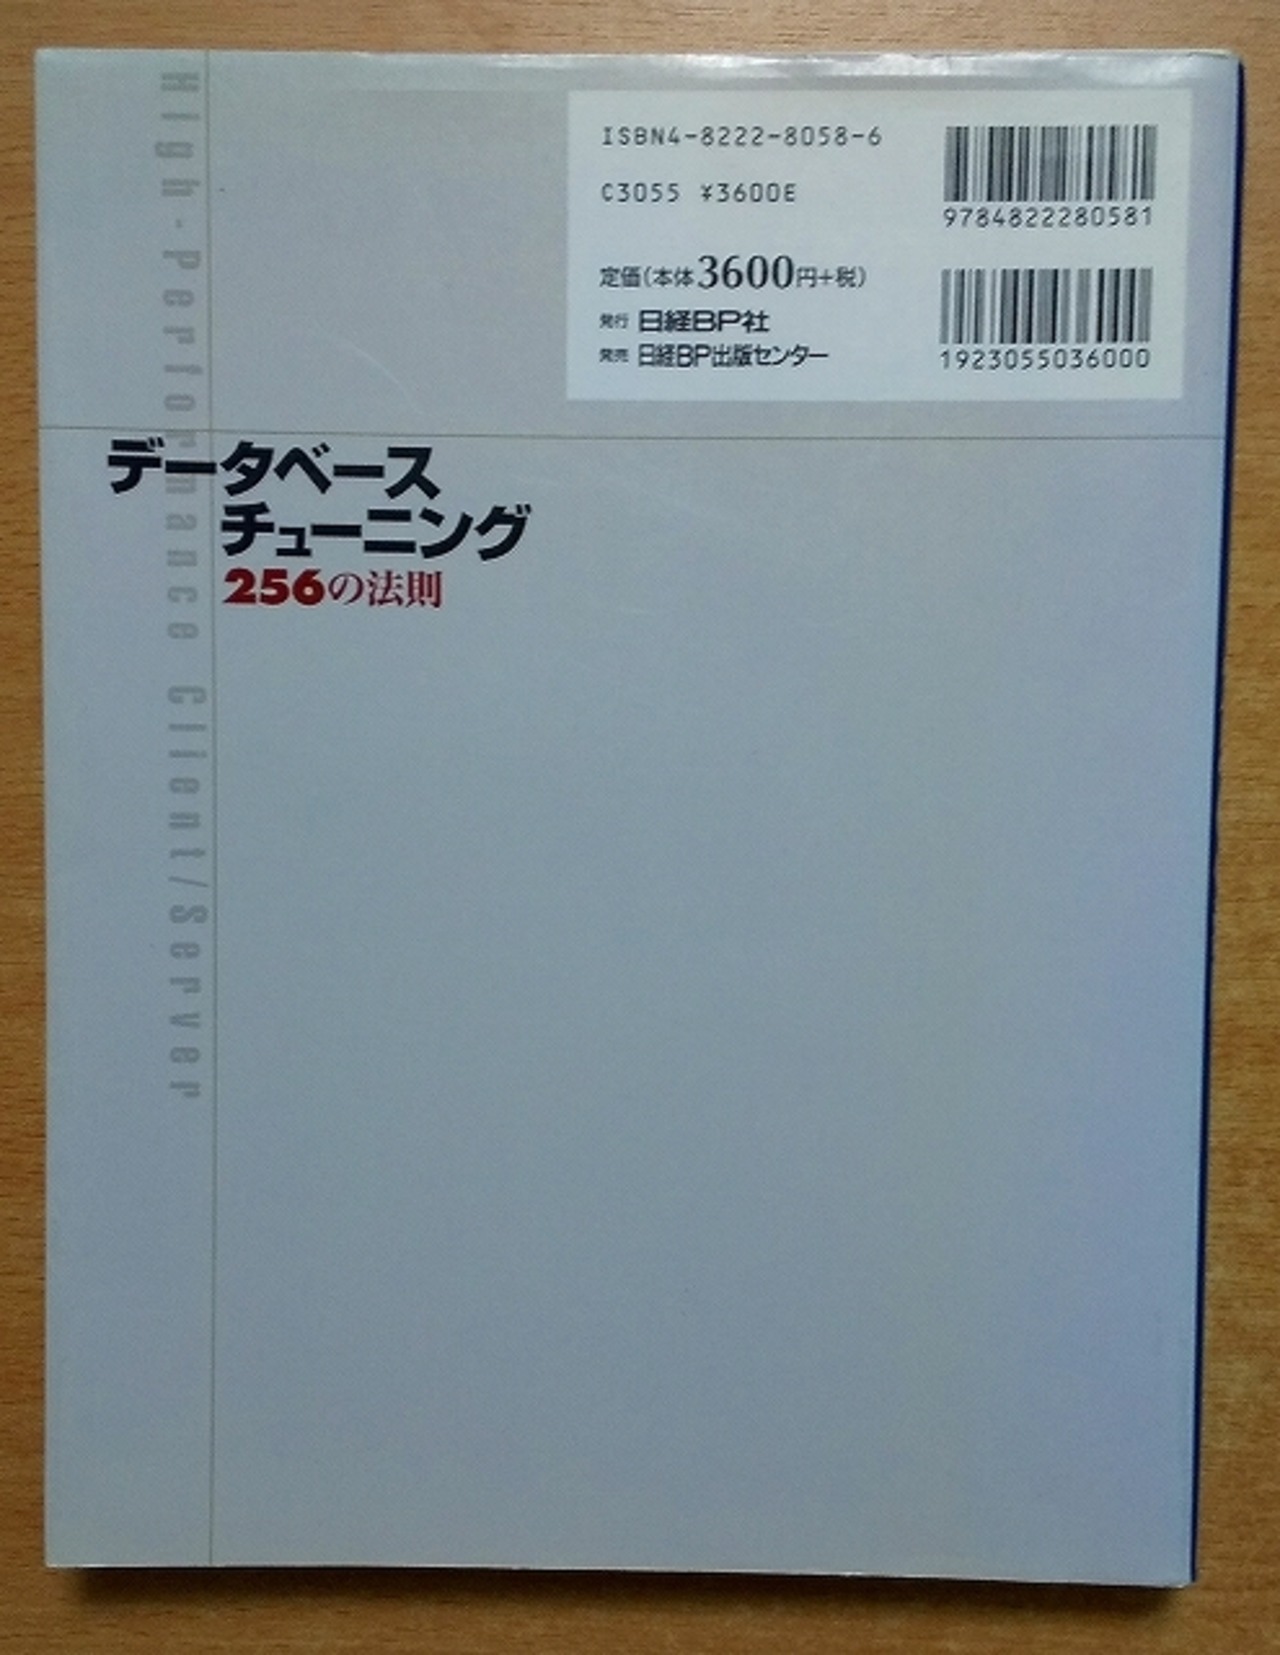 ISBN4-8222-8058-6
C3055 ¥3600E
9784822280581
定価(本体3600円+税)
発行 日経BP社
発売 日経BP出版センター
1923055036000
High-Performance Client/Server
データベース
チューニング
256の法則